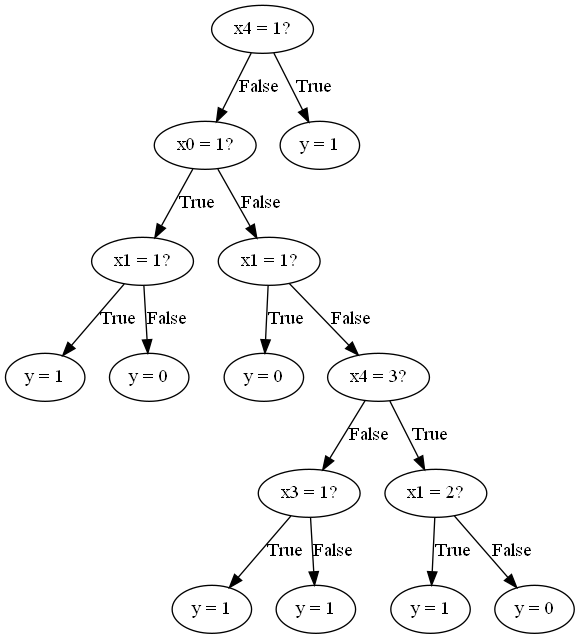 x4 = 1?
False
True
x0 = 1?
y = 1
True
False
x1 = 1?
x1 = 1?
True
False
True
False
y = 1
y = 0
y = 0
x4 = 3?
False
True
x3 = 1?
x1 = 2?
True
False
True
False
y = 1
y = 1
y = 1
y = 0